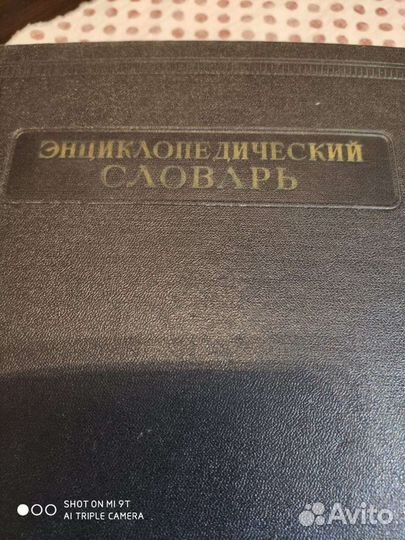 ЭНЦИКЛОПЕДИЧЕСКИЙ
СЛОВАРЬ
SHOT ON MI 9T
AI TRIPLE CAMERA
Avito